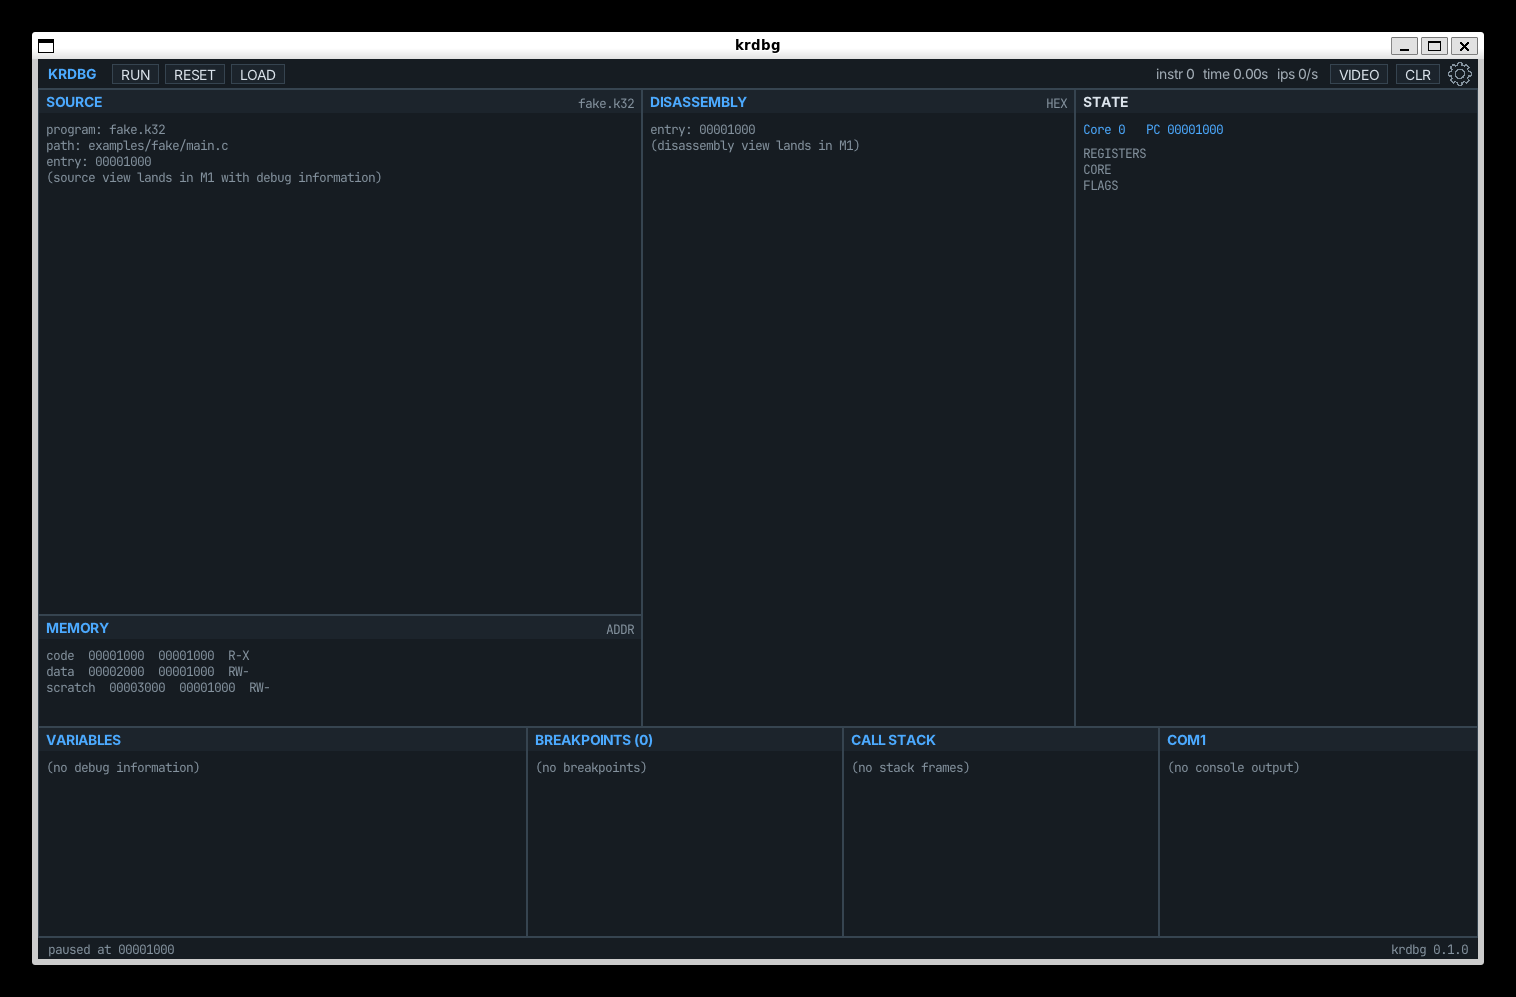 krdbg
KRDBG RUN RESET LOAD instr 0 time 0.00s ips 0/s VIDEO CLR
SOURCE fake.k32
program: fake.k32
path: examples/fake/main.c
entry: 00001000
(source view lands in M1 with debug information)
DISASSEMBLY HEX
entry: 00001000
(disassembly view lands in M1)
STATE
Core 0 PC 00001000
REGISTERS
CORE
FLAGS
MEMORY ADDR
code 00001000 00001000 R-X
data 00002000 00001000 RW-
scratch 00003000 00001000 RW-
VARIABLES
(no debug information)
BREAKPOINTS (0)
(no breakpoints)
CALL STACK
(no stack frames)
COM1
(no console output)
paused at 00001000 krdbg 0.1.0